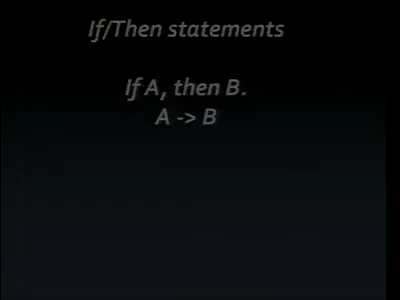 If/Then statements
If A, then B.
A -> B